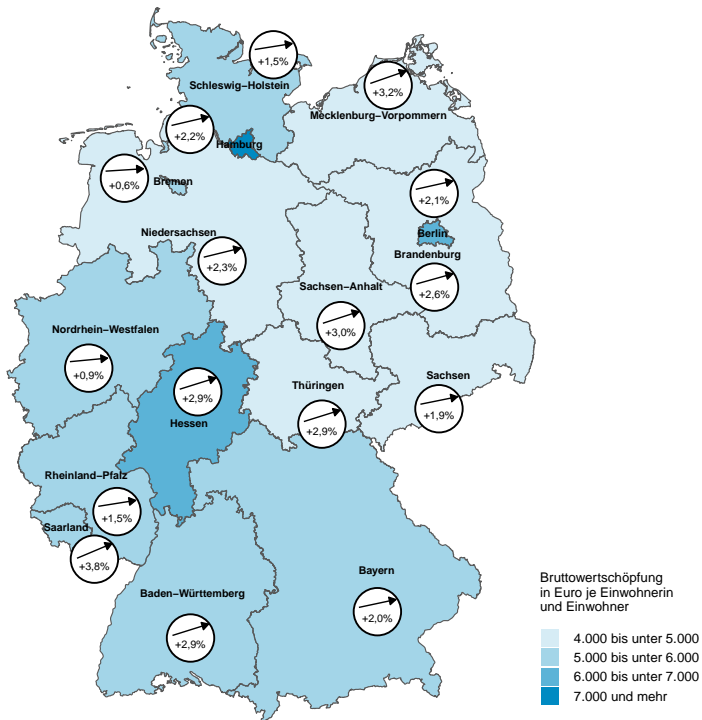 +1,5%
Schleswig−Holstein
+3,2%
Mecklenburg−Vorpommern
+2,2%
Hamburg
+0,6%
Bremen
+2,1%
Berlin
Niedersachsen
+2,3%
Brandenburg
+2,6%
Sachsen−Anhalt
+3,0%
Nordrhein−Westfalen
+0,9%
+2,9%
Hessen
Thüringen
+2,9%
Sachsen
+1,9%
Rheinland−Pfalz
+1,5%
Saarland
+3,8%
Baden−Württemberg
+2,9%
Bayern
+2,0%
Bruttowertschöpfung
in Euro je Einwohnerin
und Einwohner
4.000 bis unter 5.000
5.000 bis unter 6.000
6.000 bis unter 7.000
7.000 und mehr